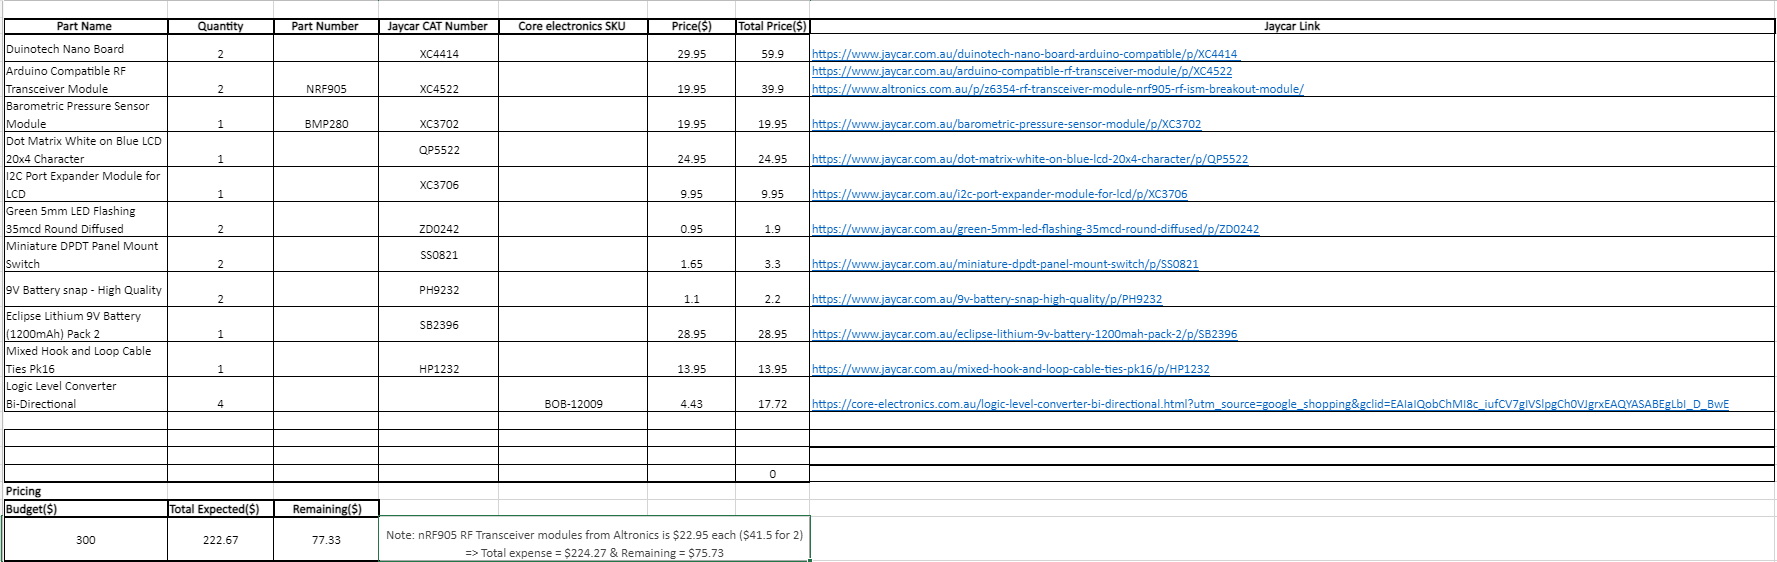 Part Name Quantity Part Number Jaycar CAT Number Core electronics SKU Price($) Total Price($) Jaycar Link
Duinotech Nano Board 2 XC4414 29.95 59.9 https://www.jaycar.com.au/duinotech-nano-board-arduino-compatible/p/XC4414
Arduino Compatible RF https://www.jaycar.com.au/arduino-compatible-rf-transceiver-module/p/XC4522
Transceiver Module 2 NRF905 XC4522 19.95 39.9 https://www.altronics.com.au/p/z6354-rf-transceiver-module-nrf905-rf-ism-breakout-module/
Barometric Pressure Sensor
Module 1 BMP280 XC3702 19.95 19.95 https://www.jaycar.com.au/barometric-pressure-sensor-module/p/XC3702
Dot Matrix White on Blue LCD
20x4 Character 1 QP5522 24.95 24.95 https://www.jaycar.com.au/dot-matrix-white-on-blue-lcd-20x4-character/p/QP5522
I2C Port Expander Module for
LCD 1 XC3706 9.95 9.95 https://www.jaycar.com.au/i2c-port-expander-module-for-lcd/p/XC3706
Green 5mm LED Flashing
35mcd Round Diffused 2 ZD0242 0.95 1.9 https://www.jaycar.com.au/green-5mm-led-flashing-35mcd-round-diffused/p/ZD0242
Miniature DPDT Panel Mount
Switch 2 SS0821 1.65 3.3 https://www.jaycar.com.au/miniature-dpdt-panel-mount-switch/p/SS0821
9V Battery snap - High Quality 2 PH9232 1.1 2.2 https://www.jaycar.com.au/9v-battery-snap-high-quality/p/PH9232
Eclipse Lithium 9V Battery
(1200mAh) Pack 2 1 SB2396 28.95 28.95 https://www.jaycar.com.au/eclipse-lithium-9v-battery-1200mah-pack-2/p/SB2396
Mixed Hook and Loop Cable
Ties Pk16 1 HP1232 13.95 13.95 https://www.jaycar.com.au/mixed-hook-and-loop-cable-ties-pk16/p/HP1232
Logic Level Converter
Bi-Directional 4 BOB-12009 4.43 17.72 https://core-electronics.com.au/logic-level-converter-bi-directional.html?utm_source=google_shopping&gclid=EAIaIQobChMI8c_iufCV7gIVSlpgCh0VJgrxEAQYASABEgLbI_D_BwE
0
Pricing
Budget($) Total Expected($) Remaining($)
300 222.67 77.33 Note: nRF905 RF Transceiver modules from Altronics is $22.95 each ($41.5 for 2)
=> Total expense = $224.27 & Remaining = $75.73